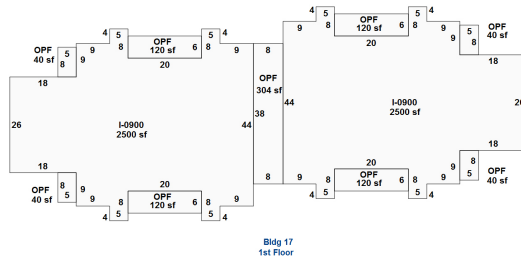 4 5 4 5
9 8 OPF 120 sf 6 8 9 OPF 40 sf
20
4 5 4 5
OPF 40 sf 5 9 8 OPF 120 sf 6 8 9 9 5
8 9 20 OPF 304 sf 8 9
18 18
26 I-0900 2500 sf 44 38 44 I-0900 2500 sf 26
18 18
OPF 40 sf 8 5 9 20 8 20 9 8 5 OPF 40 sf
9 8 OPF 120 sf 6 8 9 9 8 OPF 120 sf 6 8 9
4 5 5 4 4 5 5 4
Bldg 17
1st Floor